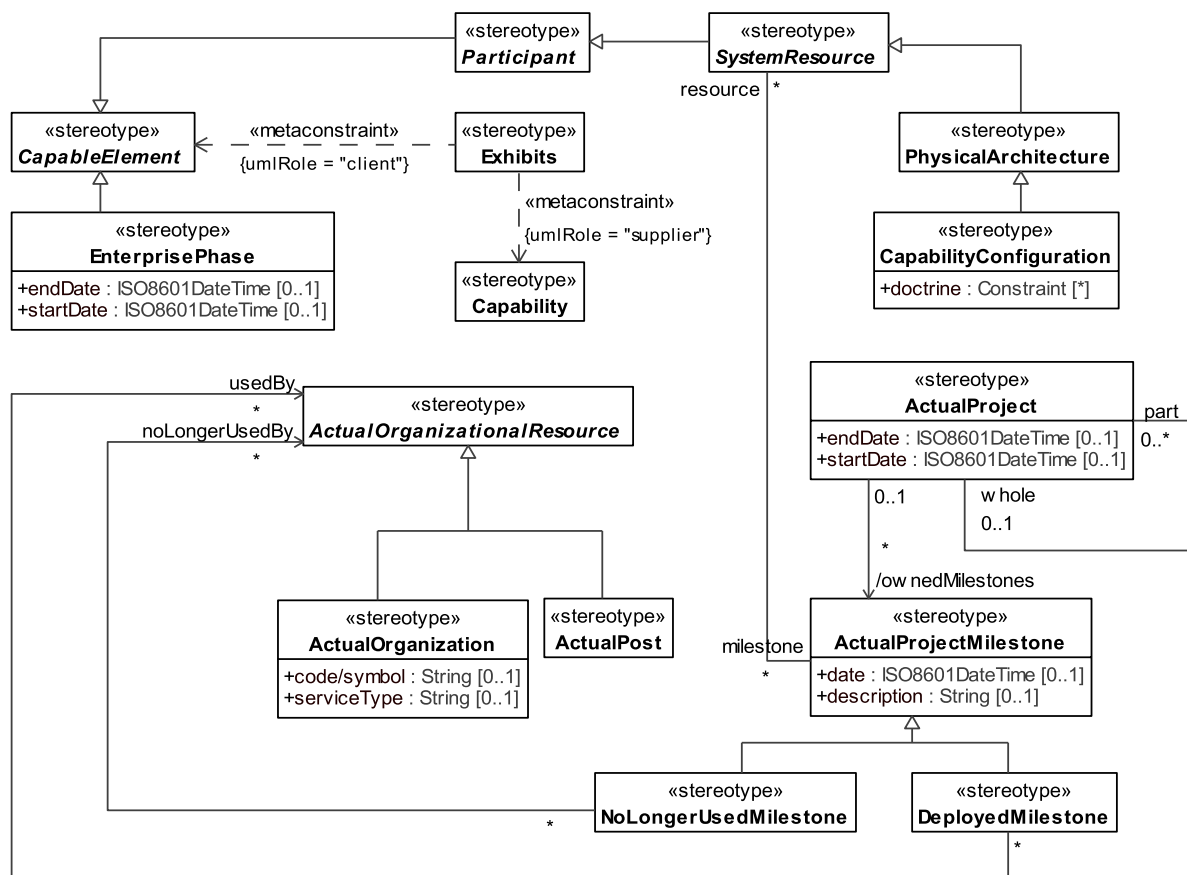 «stereotype»
Participant
«stereotype»
SystemResource
resource
*
«stereotype»
CapableElement
«metaconstraint»
{umlRole = "client"}
«stereotype»
Exhibits
«stereotype»
PhysicalArchitecture
«metaconstraint»
{umlRole = "supplier"}
«stereotype»
EnterprisePhase
+endDate : ISO8601DateTime [0..1]
+startDate : ISO8601DateTime [0..1]
«stereotype»
Capability
«stereotype»
CapabilityConfiguration
+doctrine : Constraint [*]
usedBy
*
noLongerUsedBy
*
«stereotype»
ActualOrganizationalResource
«stereotype»
ActualProject
+endDate : ISO8601DateTime [0..1]
+startDate : ISO8601DateTime [0..1]
part
0..*
0..1
w hole
0..1
*
/ow nedMilestones
«stereotype»
ActualOrganization
+code/symbol : String [0..1]
+serviceType : String [0..1]
«stereotype»
ActualPost
milestone
*
«stereotype»
ActualProjectMilestone
+date : ISO8601DateTime [0..1]
+description : String [0..1]
«stereotype»
NoLongerUsedMilestone
*
«stereotype»
DeployedMilestone
*